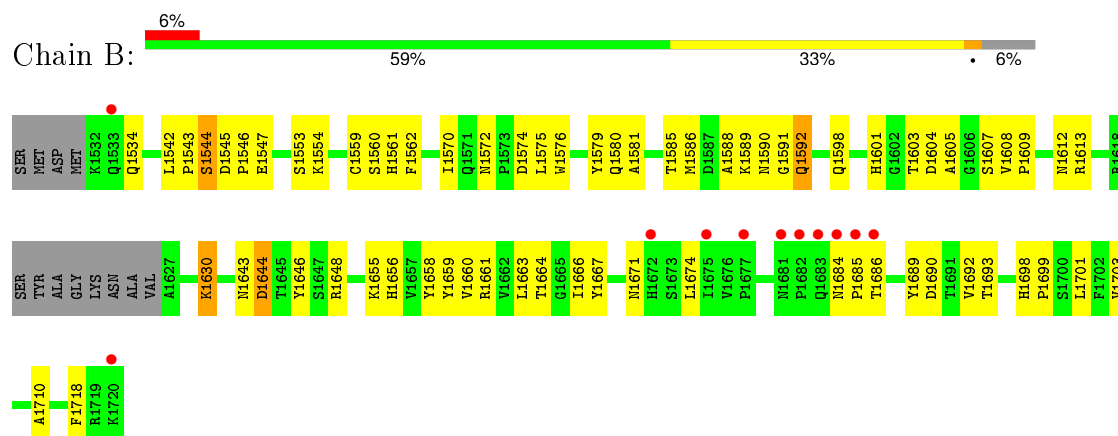 6%
Chain B:
59% 33% • 6%
SER MET ASP MET K1532 Q1533 Q1534 L1542 P1543 S1544 D1545 P1546 E1547 S1553 K1554 C1559 S1560 H1561 F1562 I1570 Q1571 N1572 P1573 D1574 L1575 W1576 Y1579 Q1580 A1581 T1585 M1586 D1587 A1588 K1589 N1590 G1591 Q1592 Q1598 H1601 G1602 T1603 D1604 A1605 G1606 S1607 V1608 P1609 N1612 R1613 R1618
SER TYR ALA GLY LYS ASN ALA VAL A1627 K1630 N1643 D1644 T1645 Y1646 S1647 R1648 K1655 H1656 V1657 Y1658 Y1659 V1660 R1661 V1662 L1663 T1664 G1665 I1666 Y1667 N1671 H1672 S1673 L1674 I1675 V1676 P1677 N1681 P1682 Q1683 N1684 P1685 T1686 Y1689 D1690 T1691 V1692 T1693 H1698 P1699 S1700 L1701 F1702 V1703
A1710 F1718 R1719 K1720